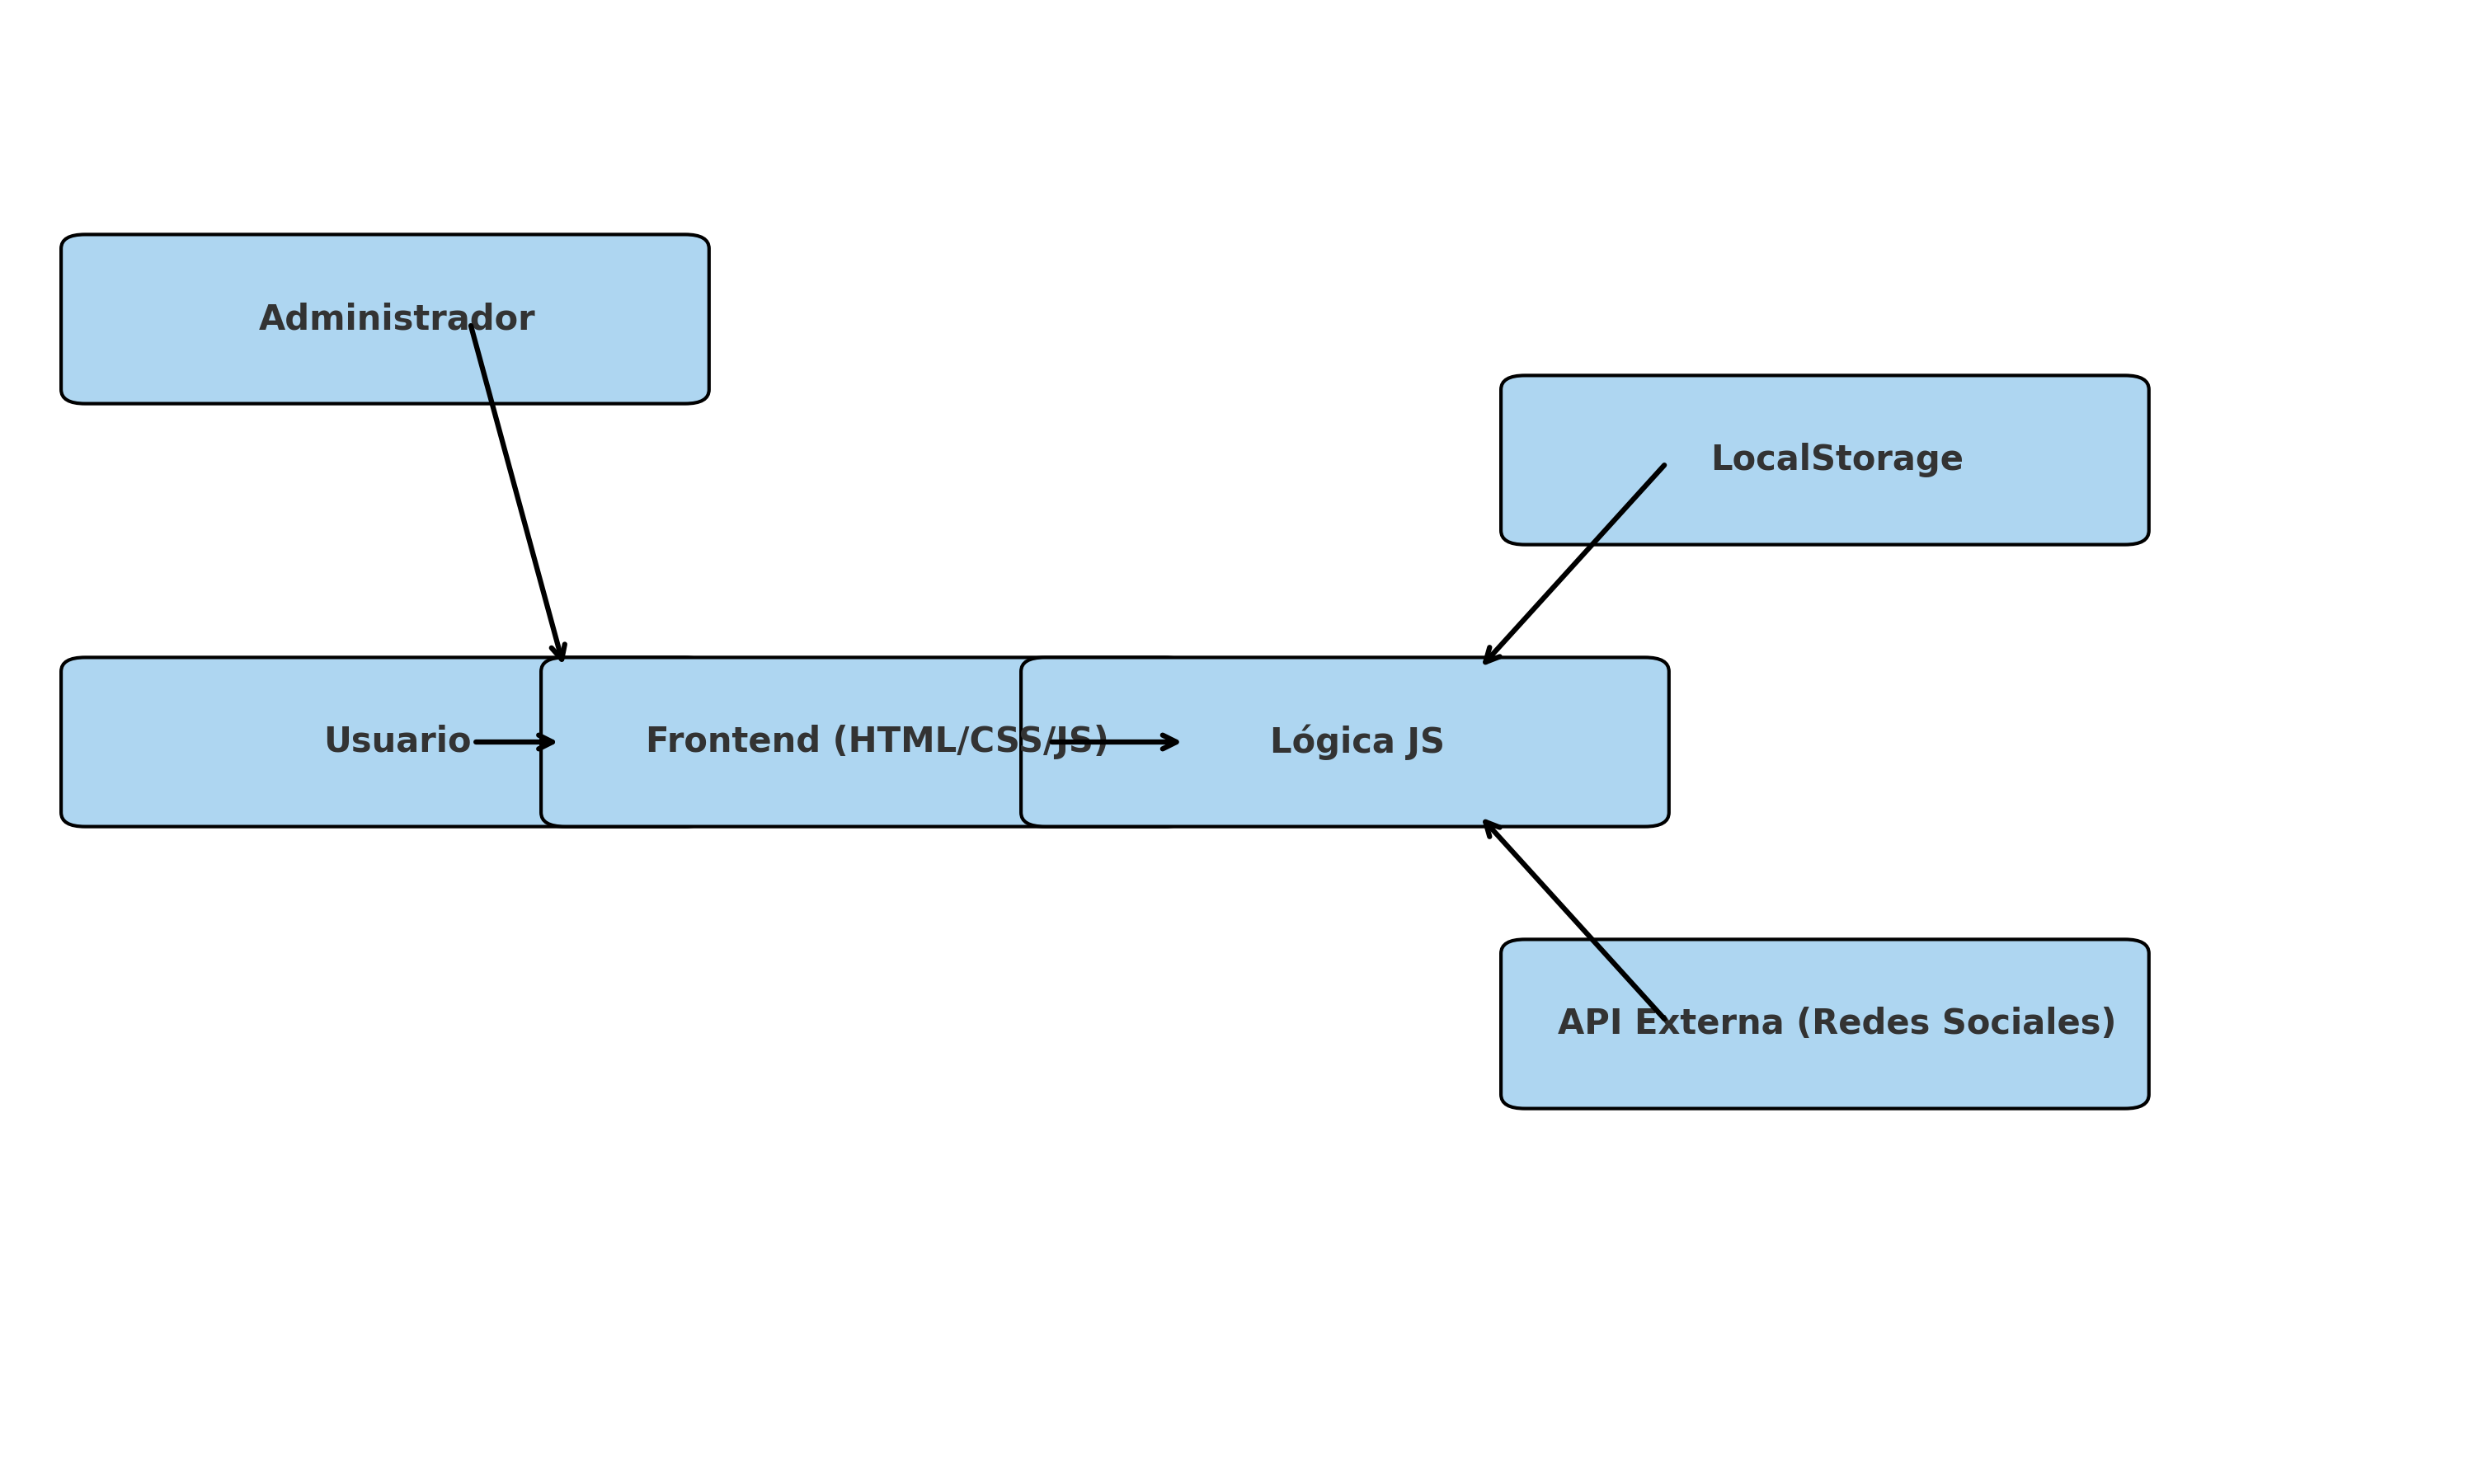 Administrador
LocalStorage
Usuario
Frontend (HTML/CSS/JS)
Lógica JS
API Externa (Redes Sociales)